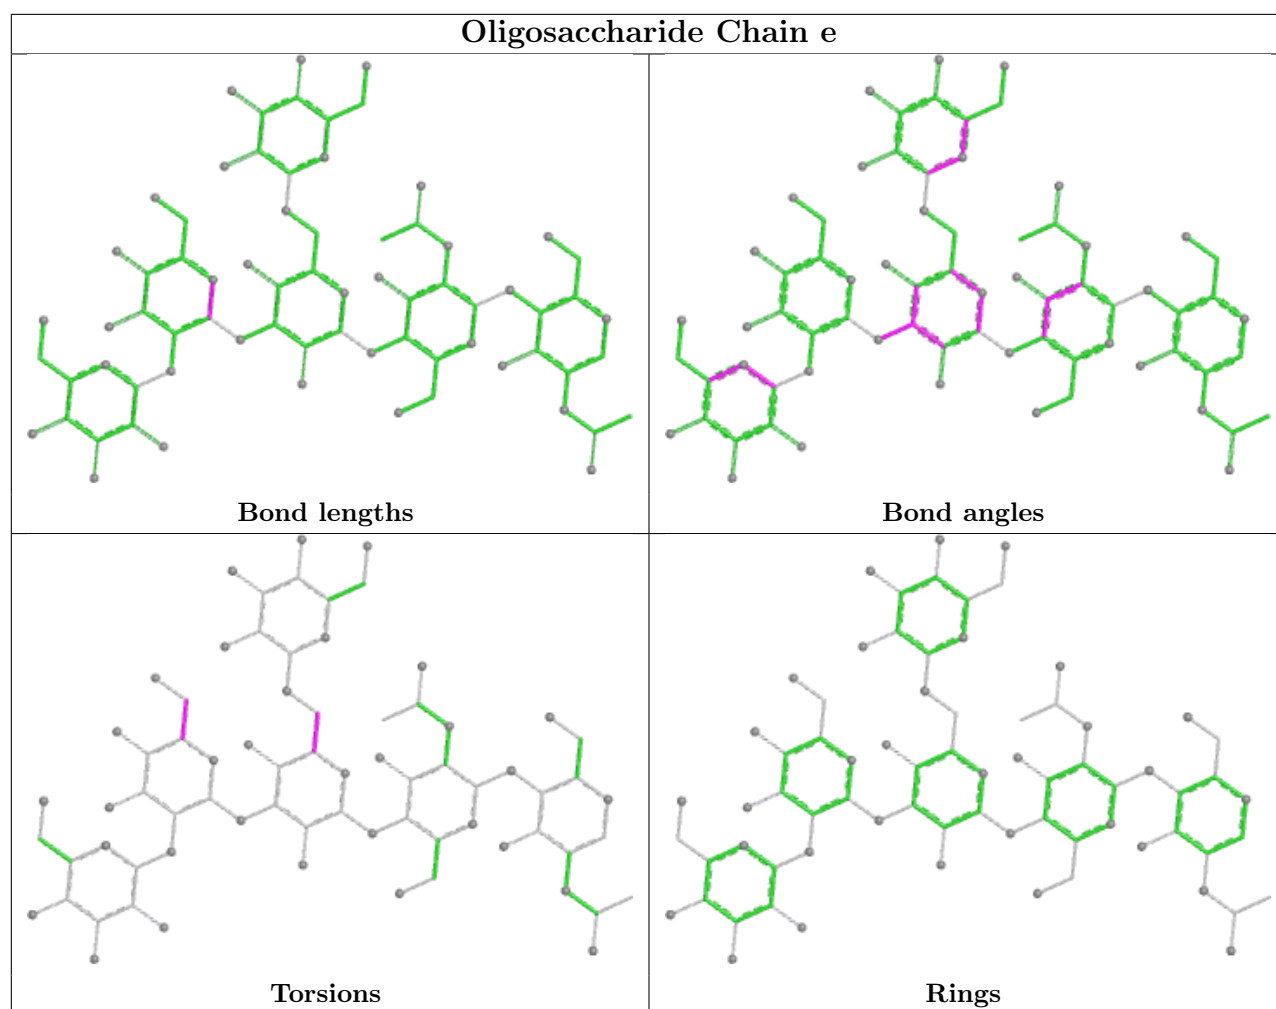 Oligosaccharide Chain e
Bond lengths
Bond angles
Torsions
Rings